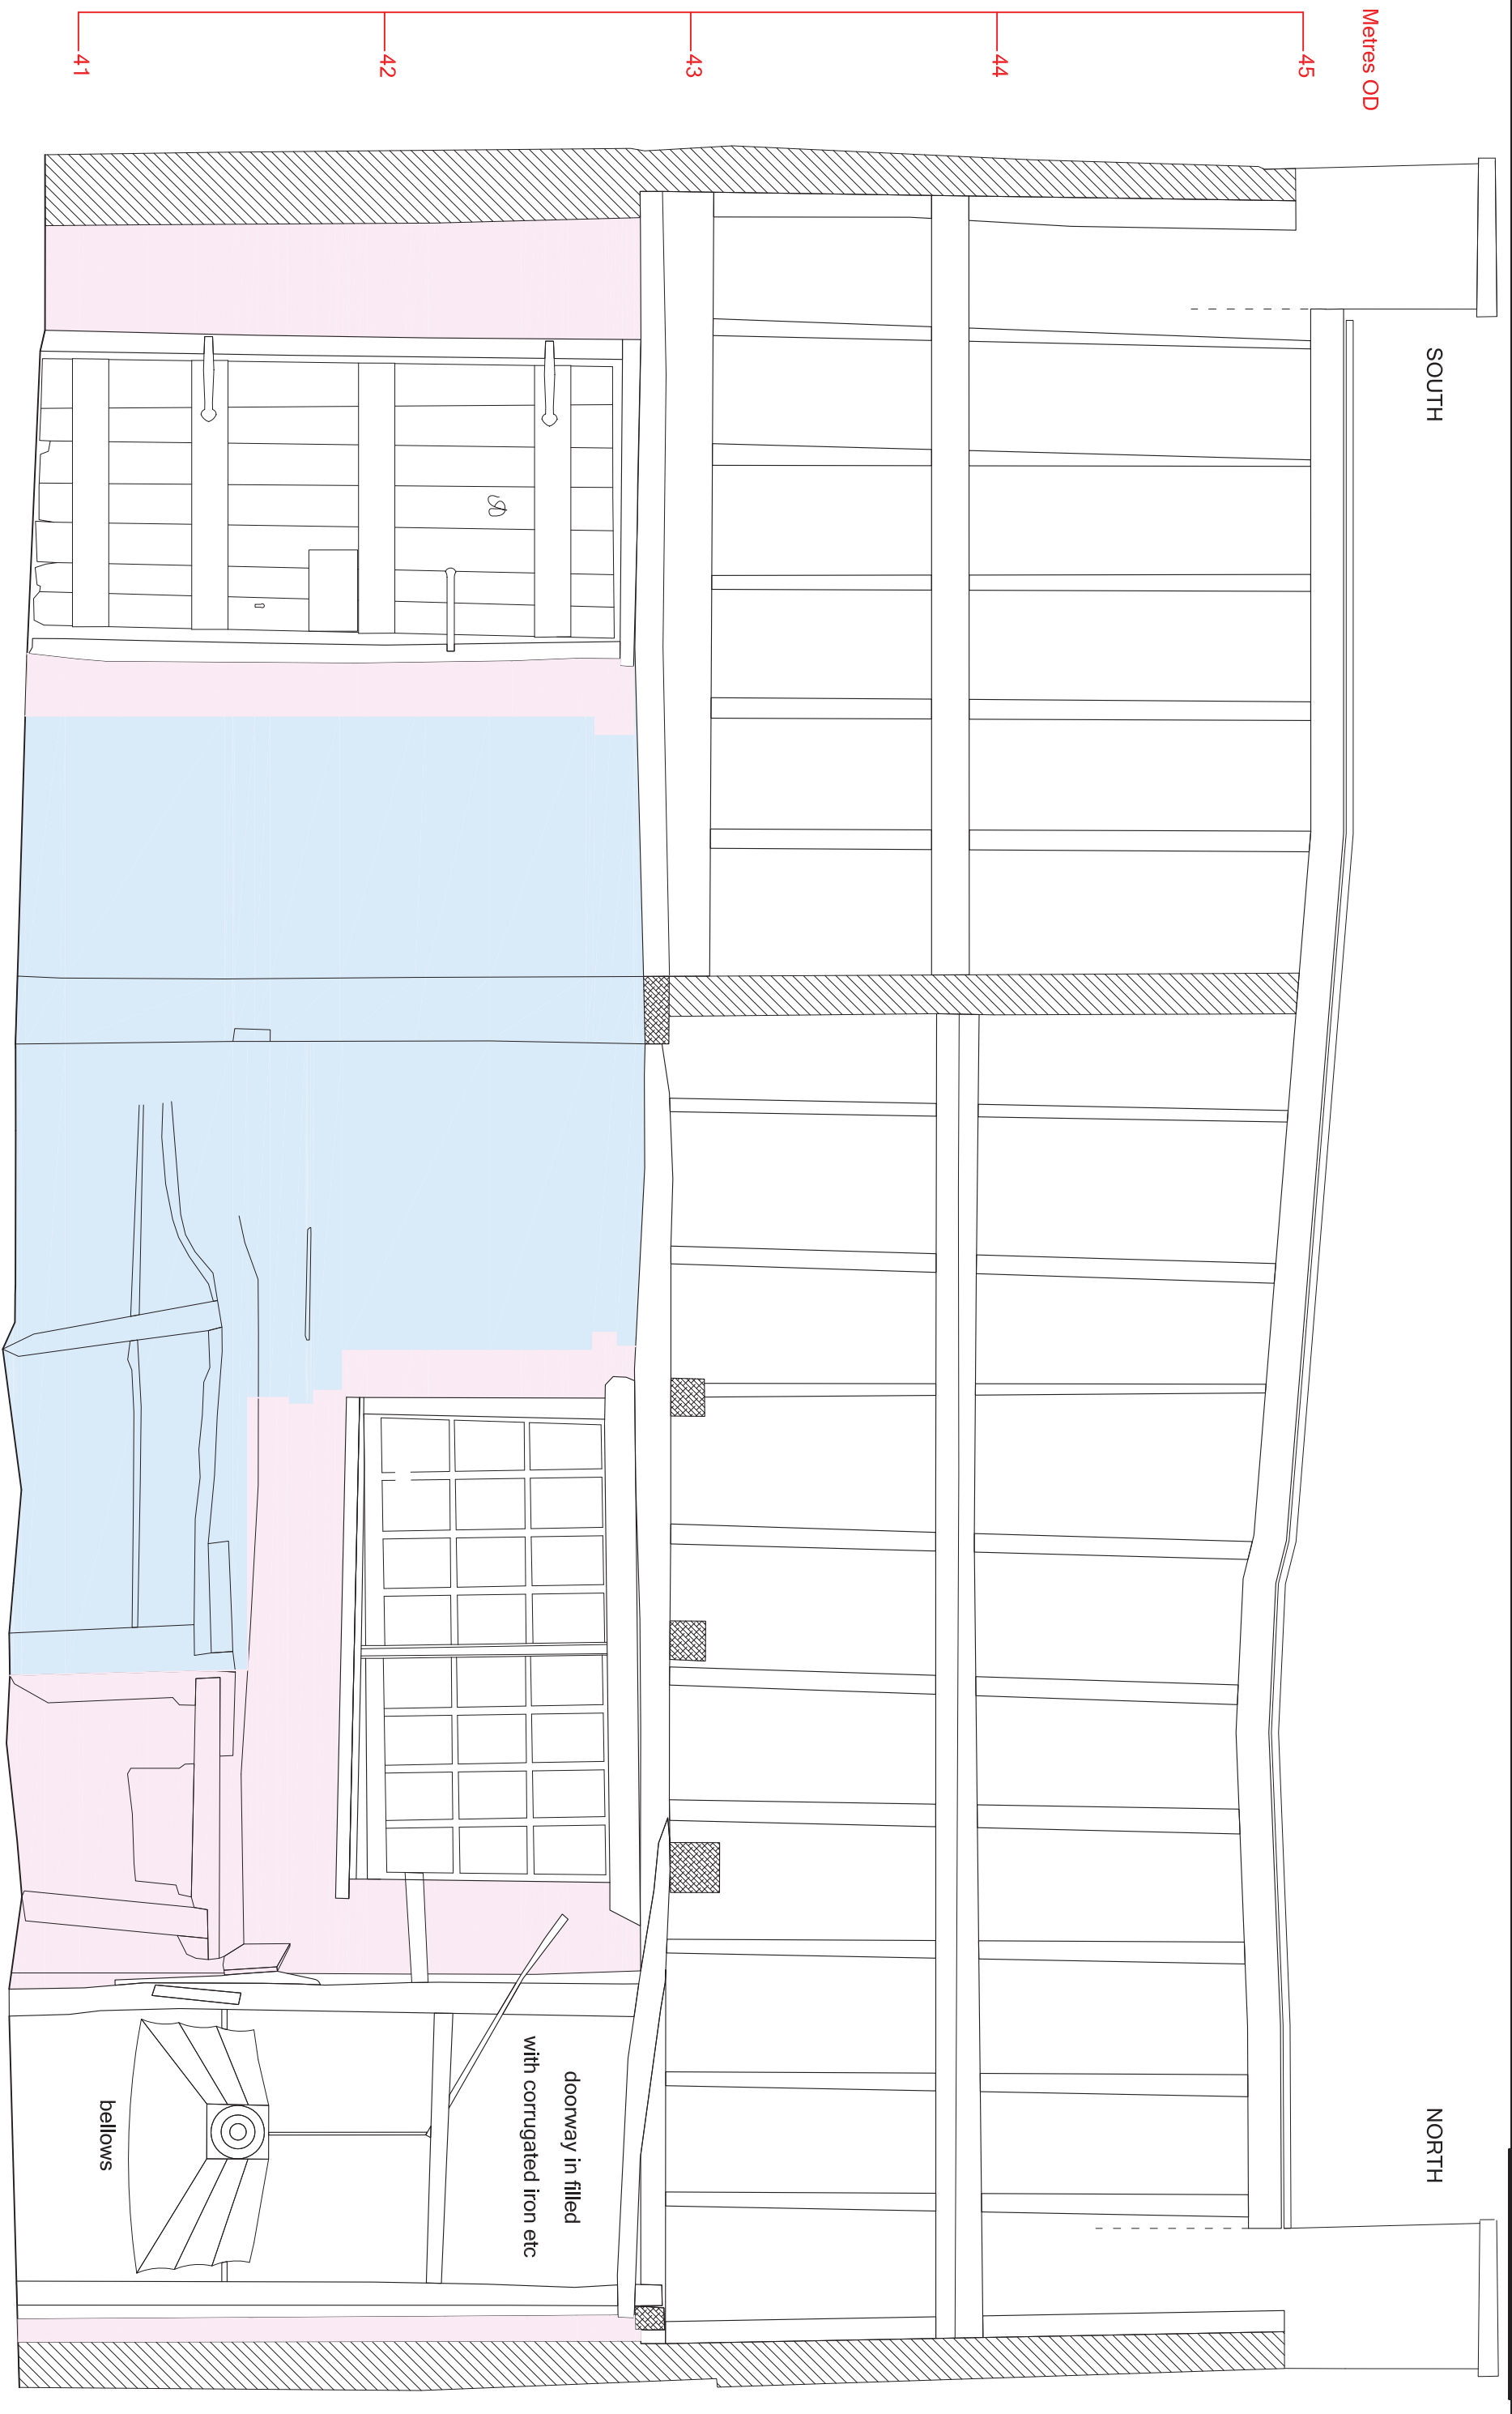 Metres OD
45
44
43
42
41
SOUTH
NORTH
doorway in filled
with corrugated iron etc
bellows